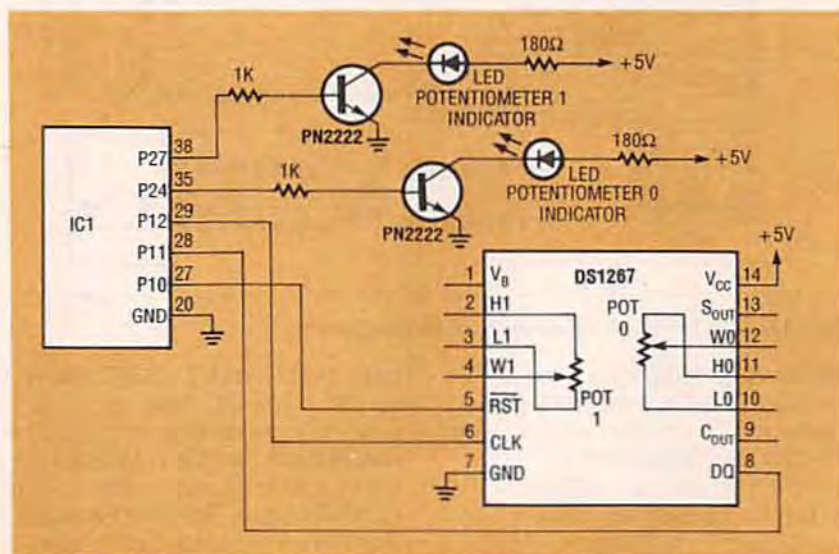 1K
180Ω
+5V
LED
POTENTIOMETER 1
INDICATOR
PN2222
1K
180Ω
+5V
LED
POTENTIOMETER 0
INDICATOR
PN2222
IC1
P27 38
P24 35
P12 29
P11 28
P10 27
GND 20
+5V
DS1267
1 VB
2 H1
3 L1
4 W1
5 RST
6 CLK
7 GND
POT
1
POT
0
VCC 14
SOUT 13
W0 12
H0 11
L0 10
COUT 9
DQ 8